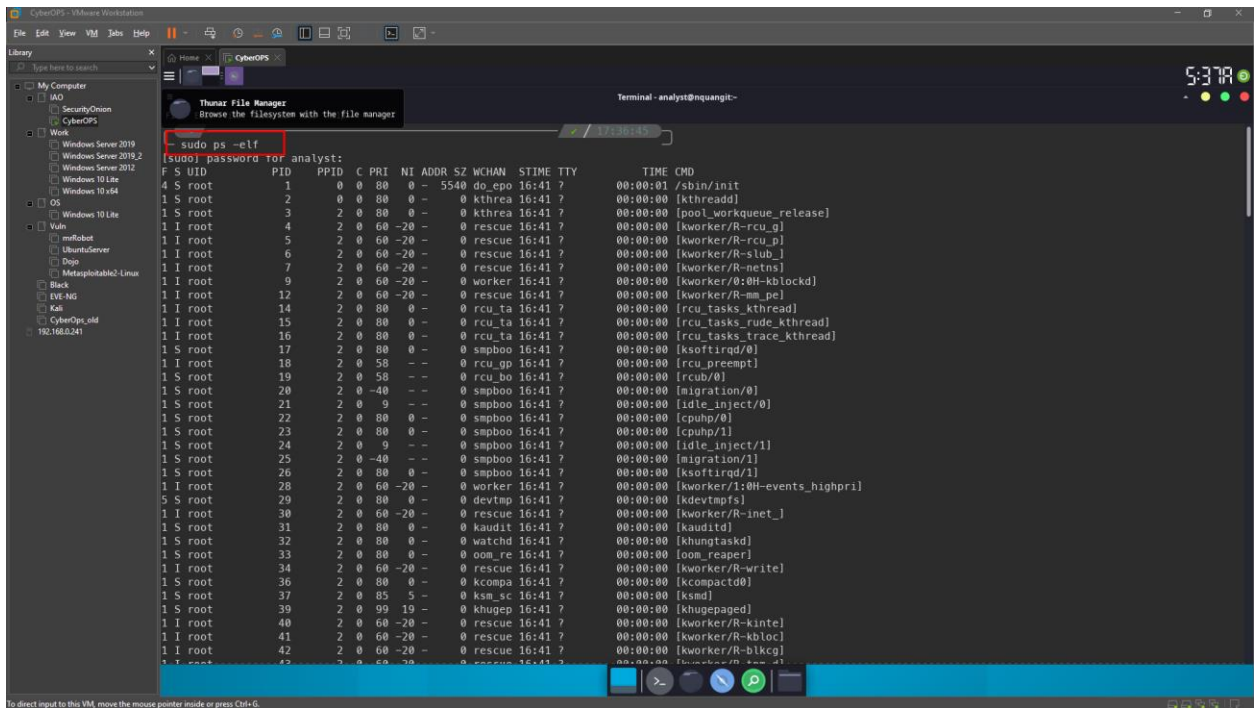 CyberOPS - VMware Workstation
File Edit View VM Tabs Help
Library
Type here to search
My Computer
IAO
SecurityOnion
CyberOPS
Work
Windows Server 2019
Windows Server 2019_2
Windows Server 2012
Windows 10 Lite
Windows 10 x64
OS
Windows 10 Lite
Vuln
mrRobot
UbuntuServer
Dojo
Metasploitable2-Linux
Black
EVE-NG
Kali
CyberOps_old
192.168.0.241
Home CyberOPS
5:37
Thunar File Manager
Browse the filesystem with the file manager
Terminal - analyst@nquangit:~
17:36:45
sudo ps -elf
[sudo] password for analyst:
F S UID PID PPID C PRI NI ADDR SZ WCHAN STIME TTY TIME CMD
4 S root 1 0 0 80 0 - 5540 do_epo 16:41 ? 00:00:01 /sbin/init
1 S root 2 0 0 80 0 - 0 kthrea 16:41 ? 00:00:00 [kthreadd]
1 S root 3 2 0 80 0 - 0 kthrea 16:41 ? 00:00:00 [pool_workqueue_release]
1 I root 4 2 0 60 -20 - 0 rescue 16:41 ? 00:00:00 [kworker/R-rcu_g]
1 I root 5 2 0 60 -20 - 0 rescue 16:41 ? 00:00:00 [kworker/R-rcu_p]
1 I root 6 2 0 60 -20 - 0 rescue 16:41 ? 00:00:00 [kworker/R-slub_]
1 I root 7 2 0 60 -20 - 0 rescue 16:41 ? 00:00:00 [kworker/R-netns]
1 I root 9 2 0 60 -20 - 0 worker 16:41 ? 00:00:00 [kworker/0:0H-kblockd]
1 I root 12 2 0 60 -20 - 0 rescue 16:41 ? 00:00:00 [kworker/R-mm_pe]
1 I root 14 2 0 80 0 - 0 rcu_ta 16:41 ? 00:00:00 [rcu_tasks_kthread]
1 I root 15 2 0 80 0 - 0 rcu_ta 16:41 ? 00:00:00 [rcu_tasks_rude_kthread]
1 I root 16 2 0 80 0 - 0 rcu_ta 16:41 ? 00:00:00 [rcu_tasks_trace_kthread]
1 S root 17 2 0 80 0 - 0 smpboo 16:41 ? 00:00:00 [ksoftirqd/0]
1 I root 18 2 0 58 - - 0 rcu_gp 16:41 ? 00:00:00 [rcu_preempt]
1 S root 19 2 0 58 - - 0 rcu_bo 16:41 ? 00:00:00 [rcub/0]
1 S root 20 2 0 -40 - - 0 smpboo 16:41 ? 00:00:00 [migration/0]
1 S root 21 2 0 9 - - 0 smpboo 16:41 ? 00:00:00 [idle_inject/0]
1 S root 22 2 0 80 0 - 0 smpboo 16:41 ? 00:00:00 [cpuhp/0]
1 S root 23 2 0 80 0 - 0 smpboo 16:41 ? 00:00:00 [cpuhp/1]
1 S root 24 2 0 9 - - 0 smpboo 16:41 ? 00:00:00 [idle_inject/1]
1 S root 25 2 0 -40 - - 0 smpboo 16:41 ? 00:00:00 [migration/1]
1 S root 26 2 0 80 0 - 0 smpboo 16:41 ? 00:00:00 [ksoftirqd/1]
1 I root 28 2 0 60 -20 - 0 worker 16:41 ? 00:00:00 [kworker/1:0H-events_highpri]
5 S root 29 2 0 80 0 - 0 devtmp 16:41 ? 00:00:00 [kdevtmpfs]
1 I root 30 2 0 60 -20 - 0 rescue 16:41 ? 00:00:00 [kworker/R-inet_]
1 S root 31 2 0 80 0 - 0 kaudit 16:41 ? 00:00:00 [kauditd]
1 S root 32 2 0 80 0 - 0 watchd 16:41 ? 00:00:00 [khungtaskd]
1 S root 33 2 0 80 0 - 0 oom_re 16:41 ? 00:00:00 [oom_reaper]
1 I root 34 2 0 60 -20 - 0 rescue 16:41 ? 00:00:00 [kworker/R-write]
1 S root 36 2 0 80 0 - 0 kcompa 16:41 ? 00:00:00 [kcompactd0]
1 S root 37 2 0 85 5 - 0 ksm_sc 16:41 ? 00:00:00 [ksmd]
1 S root 39 2 0 99 19 - 0 khugep 16:41 ? 00:00:00 [khugepaged]
1 I root 40 2 0 60 -20 - 0 rescue 16:41 ? 00:00:00 [kworker/R-kinte]
1 I root 41 2 0 60 -20 - 0 rescue 16:41 ? 00:00:00 [kworker/R-kbloc]
1 I root 42 2 0 60 -20 - 0 rescue 16:41 ? 00:00:00 [kworker/R-blkcg]
To direct input to this VM, move the mouse pointer inside or press Ctrl+G.